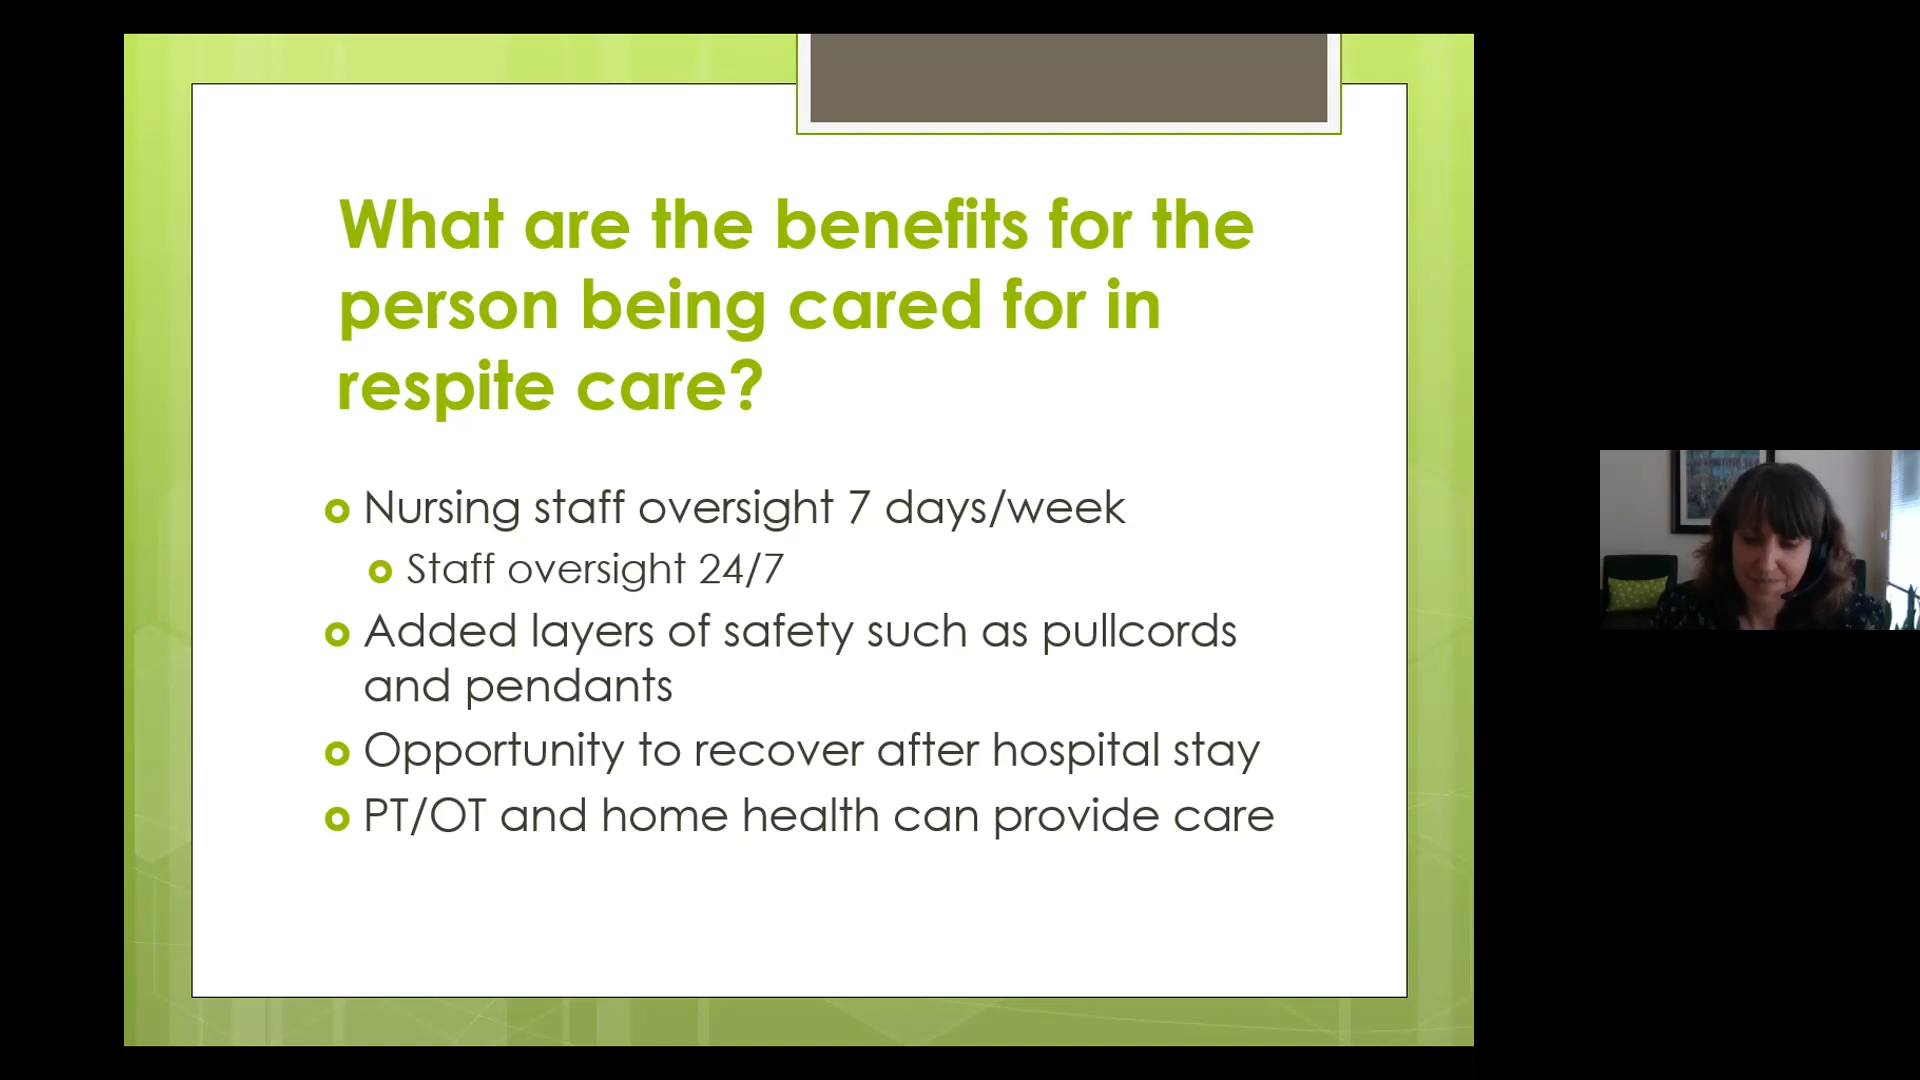 What are the benefits for the
person being cared for in
respite care?
Nursing staff oversight 7 days/week
Staff oversight 24/7
Added layers of safety such as pullcords
and pendants
Opportunity to recover after hospital stay
PT/OT and home health can provide care